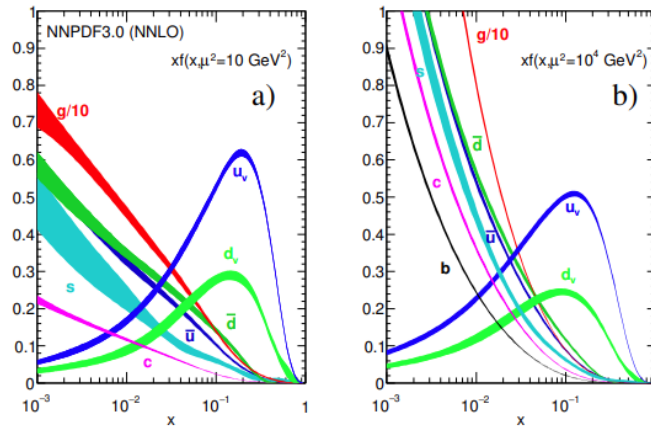 NNPDF3.0 (NNLO)
xf(x,μ²=10 GeV²)
a)
g/10
u_v
d_v
s
d̄
ū
c
1
0.9
0.8
0.7
0.6
0.5
0.4
0.3
0.2
0.1
0
10⁻³
10⁻²
10⁻¹
1
x
xf(x,μ²=10⁴ GeV²)
b)
g/10
s
d̄
c
u_v
ū
b
d_v
1
0.9
0.8
0.7
0.6
0.5
0.4
0.3
0.2
0.1
0
10⁻³
10⁻²
10⁻¹
x